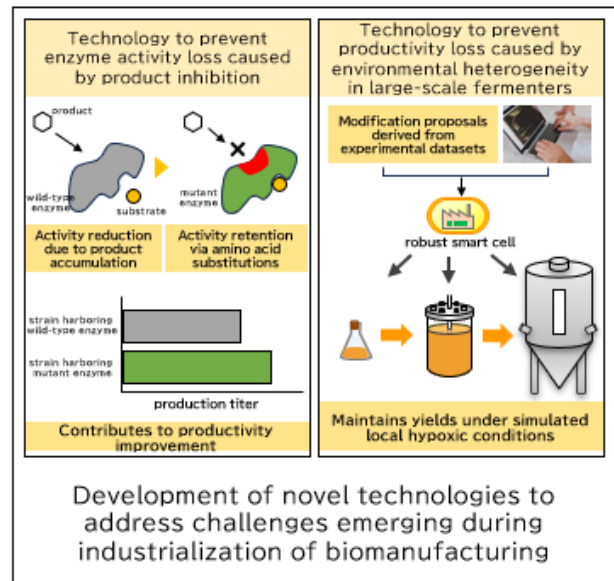 Technology to prevent
enzyme activity loss caused
by product inhibition
product
wild-type
enzyme
substrate
mutant
enzyme
Activity reduction
due to product
accumulation
Activity retention
via amino acid
substitutions
strain harboring
wild-type enzyme
strain harboring
mutant enzyme
production titer
Contributes to productivity
improvement
Technology to prevent
productivity loss caused by
environmental heterogeneity
in large-scale fermenters
Modification proposals
derived from
experimental datasets
robust smart cell
Maintains yields under simulated
local hypoxic conditions
Development of novel technologies to
address challenges emerging during
industrialization of biomanufacturing